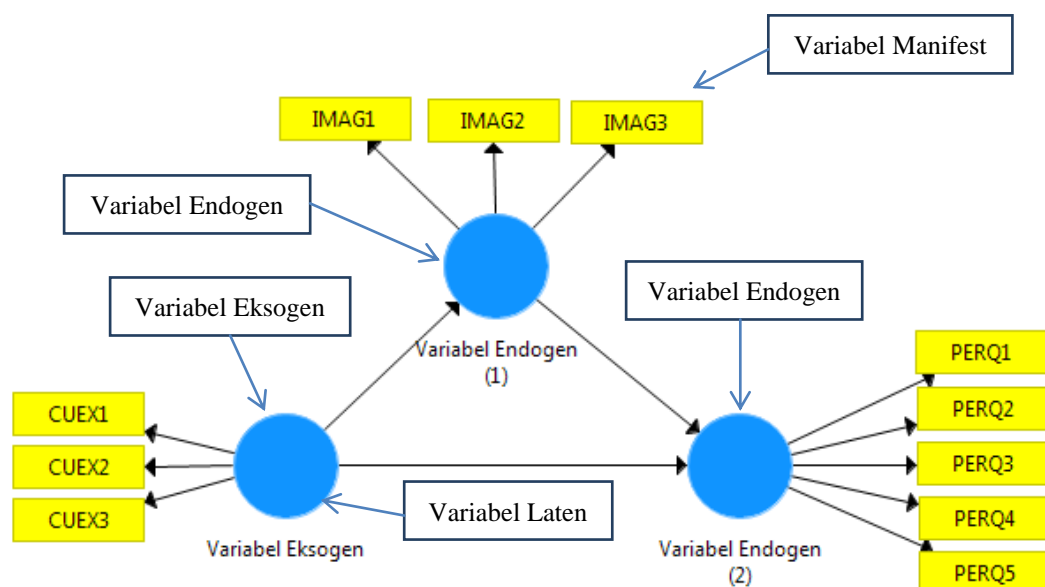 Variabel Manifest
IMAG1
IMAG2
IMAG3
Variabel Endogen
Variabel Eksogen
Variabel Endogen
Variabel Endogen
(1)
CUEX1
CUEX2
CUEX3
Variabel Eksogen
Variabel Laten
PERQ1
PERQ2
PERQ3
PERQ4
PERQ5
Variabel Endogen
(2)